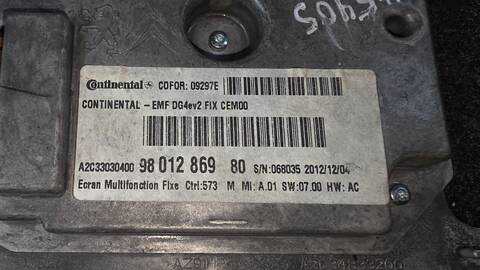 5905
Continental COFOR: 09297E
CONTINENTAL - EMF DG4ev2 FIX CEM00
A2C33030400 98 012 869 80 S/N:068035 2012/12/04
Ecran Multifonction Fixe Ctrl:573 M MI: A.01 SW:07.00 HW: AC